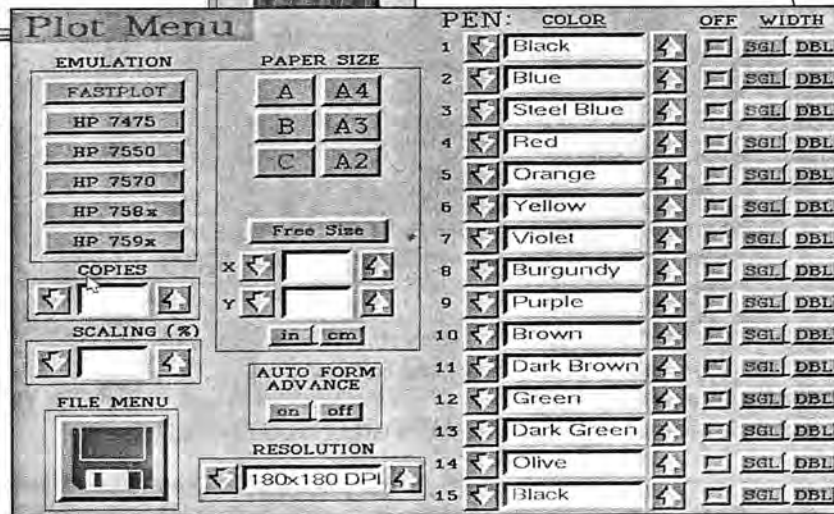 Plot Menu
EMULATION
FASTPLOT
HP 7475
HP 7550
HP 7570
HP 758x
HP 759x
COPIES
SCALING (%)
FILE MENU
PAPER SIZE
A A4
B A3
C A2
Free Size
X
Y
in cm
AUTO FORM
ADVANCE
on off
RESOLUTION
180x180 DPI
PEN: COLOR OFF WIDTH
1 Black SGL DBL
2 Blue SGL DBL
3 Steel Blue SGL DBL
4 Red SGL DBL
5 Orange SGL DBL
6 Yellow SGL DBL
7 Violet SGL DBL
8 Burgundy SGL DBL
9 Purple SGL DBL
10 Brown SGL DBL
11 Dark Brown SGL DBL
12 Green SGL DBL
13 Dark Green SGL DBL
14 Olive SGL DBL
15 Black SGL DBL